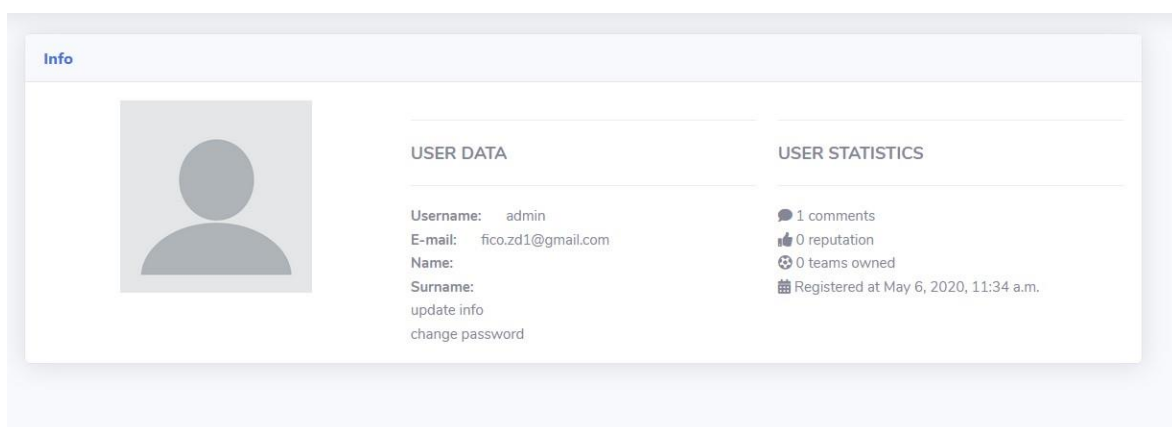 Info
USER DATA
Username: admin
E-mail: fico.zd1@gmail.com
Name:
Surname:
update info
change password
USER STATISTICS
1 comments
0 reputation
0 teams owned
Registered at May 6, 2020, 11:34 a.m.